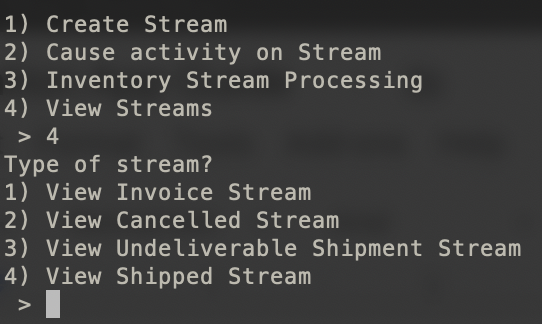 1) Create Stream
2) Cause activity on Stream
3) Inventory Stream Processing
4) View Streams
 > 4
Type of stream?
1) View Invoice Stream
2) View Cancelled Stream
3) View Undeliverable Shipment Stream
4) View Shipped Stream
 >